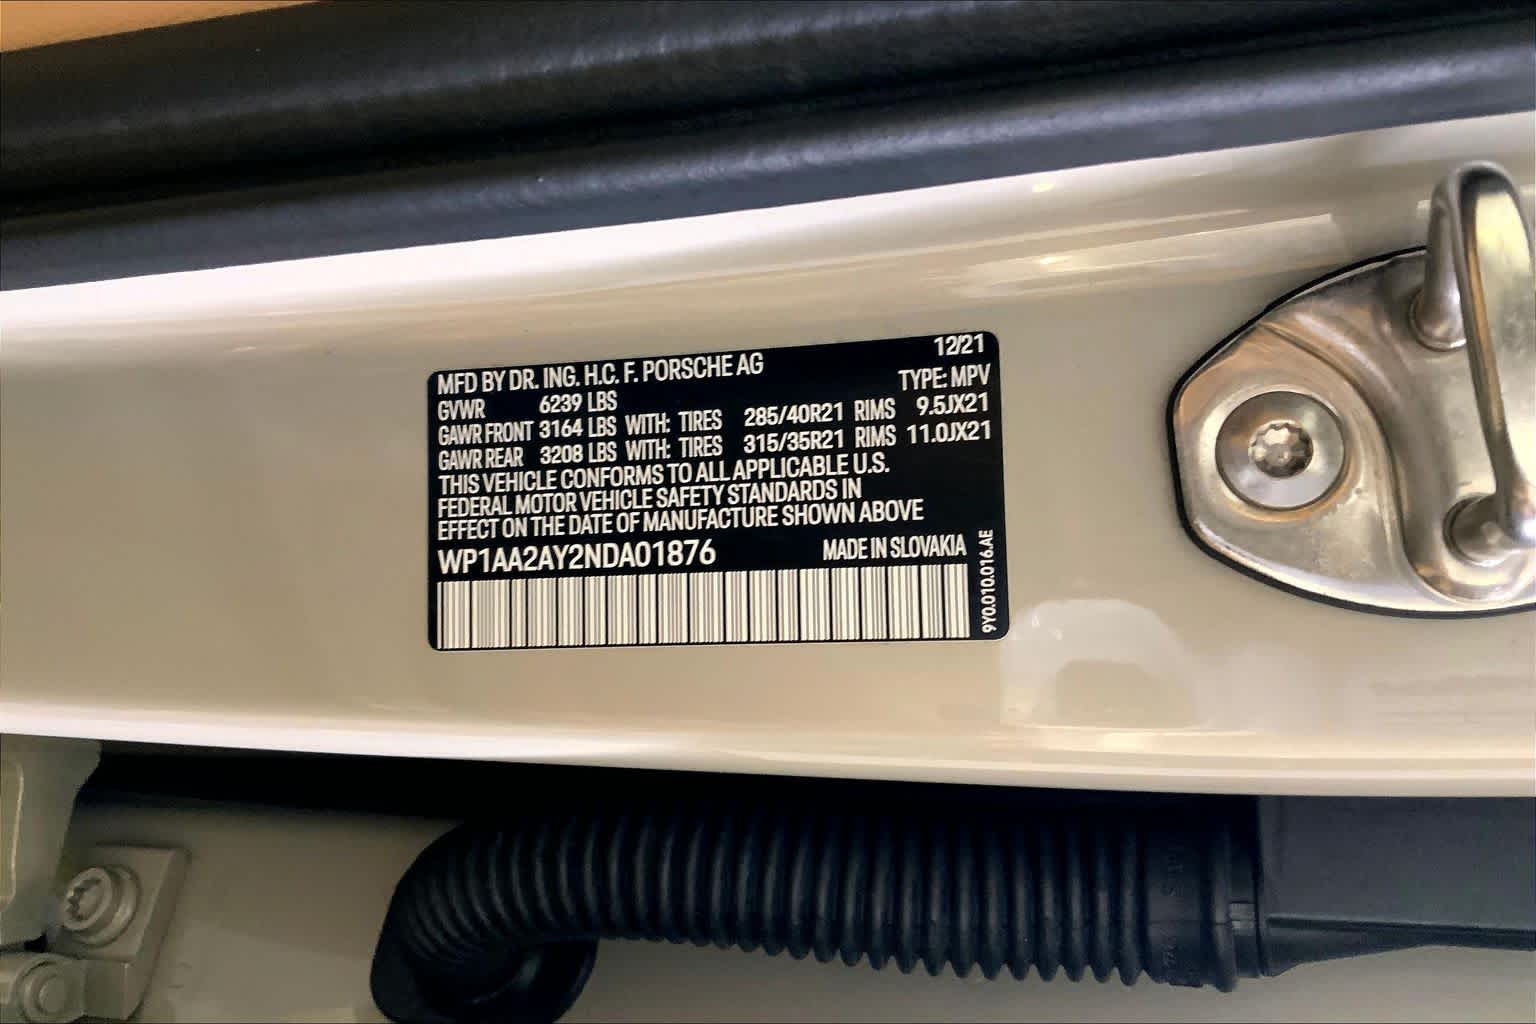 MFD BY DR. ING. H.C. F. PORSCHE AG 12/21
GVWR 6239 LBS TYPE: MPV
GAWR FRONT 3164 LBS WITH: TIRES 285/40R21 RIMS 9.5JX21
GAWR REAR 3208 LBS WITH: TIRES 315/35R21 RIMS 11.0JX21
THIS VEHICLE CONFORMS TO ALL APPLICABLE U.S.
FEDERAL MOTOR VEHICLE SAFETY STANDARDS IN
EFFECT ON THE DATE OF MANUFACTURE SHOWN ABOVE
WP1AA2AY2NDA01876 MADE IN SLOVAKIA
9Y0.010.016.AE